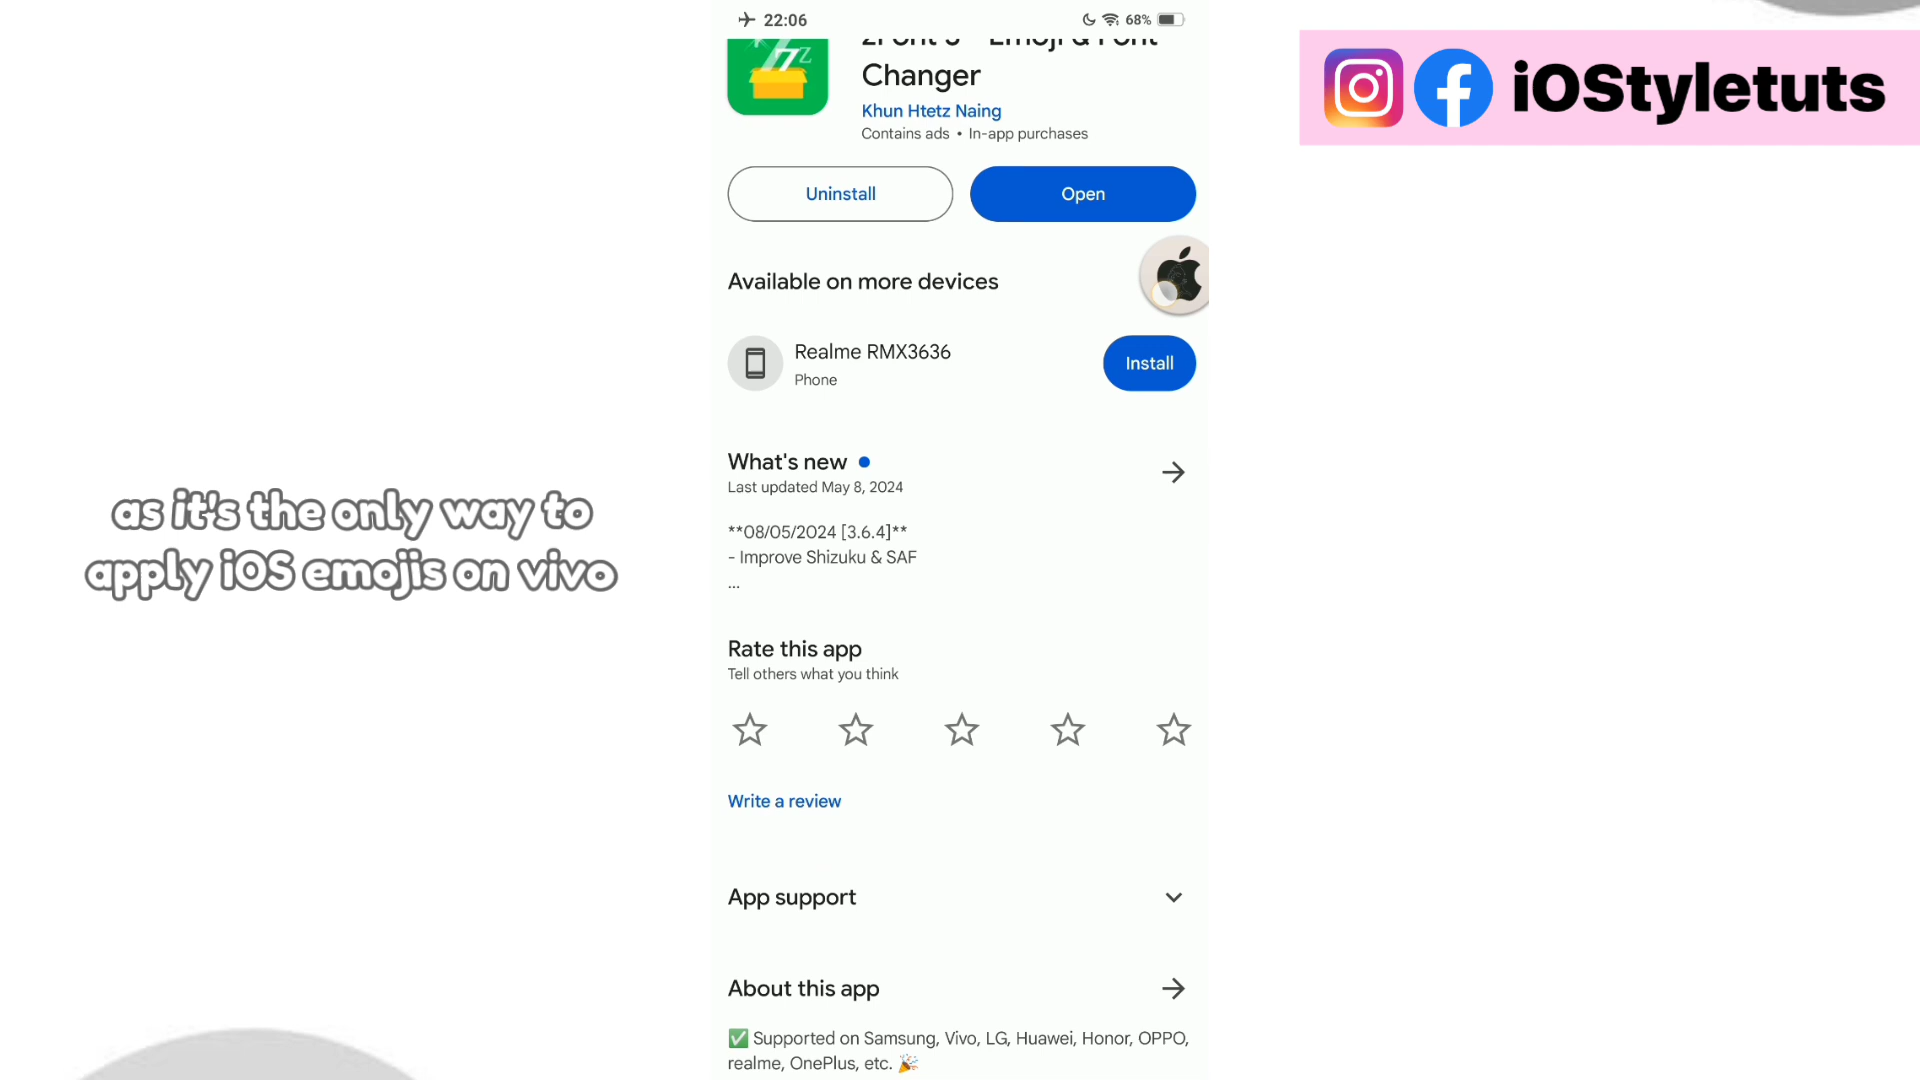 22:06
68%
zFont 3 - Emoji & Font
Changer
Khun Htetz Naing
Contains ads • In-app purchases
Uninstall
Open
Available on more devices
Realme RMX3636
Phone
Install
What's new
Last updated May 8, 2024
**08/05/2024 [3.6.4]**
- Improve Shizuku & SAF
...
Rate this app
Tell others what you think
Write a review
App support
About this app
✅ Supported on Samsung, Vivo, LG, Huawei, Honor, OPPO,
realme, OnePlus, etc. 🎉
as it's the only way to
apply iOS emojis on vivo
iOStyletuts